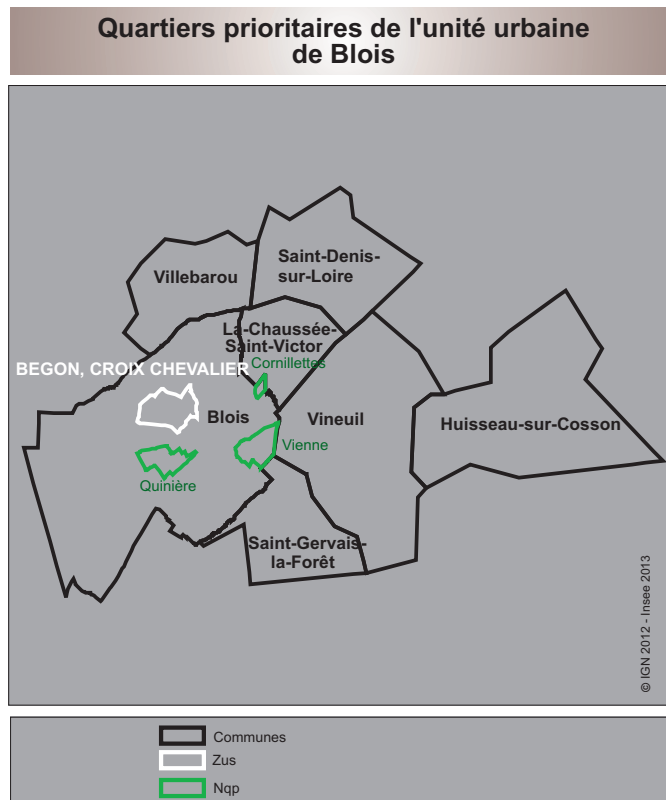 Quartiers prioritaires de l'unité urbaine
de Blois
Saint-Denis-
sur-Loire
Villebarou
La-Chaussée-
Saint-Victor
Cornillettes
BEGON, CROIX CHEVALIER
Blois
Vineuil
Huisseau-sur-Cosson
Vienne
Quinière
Saint-Gervais-
la-Forêt
© IGN 2012 - Insee 2013
Communes
Zus
Nqp